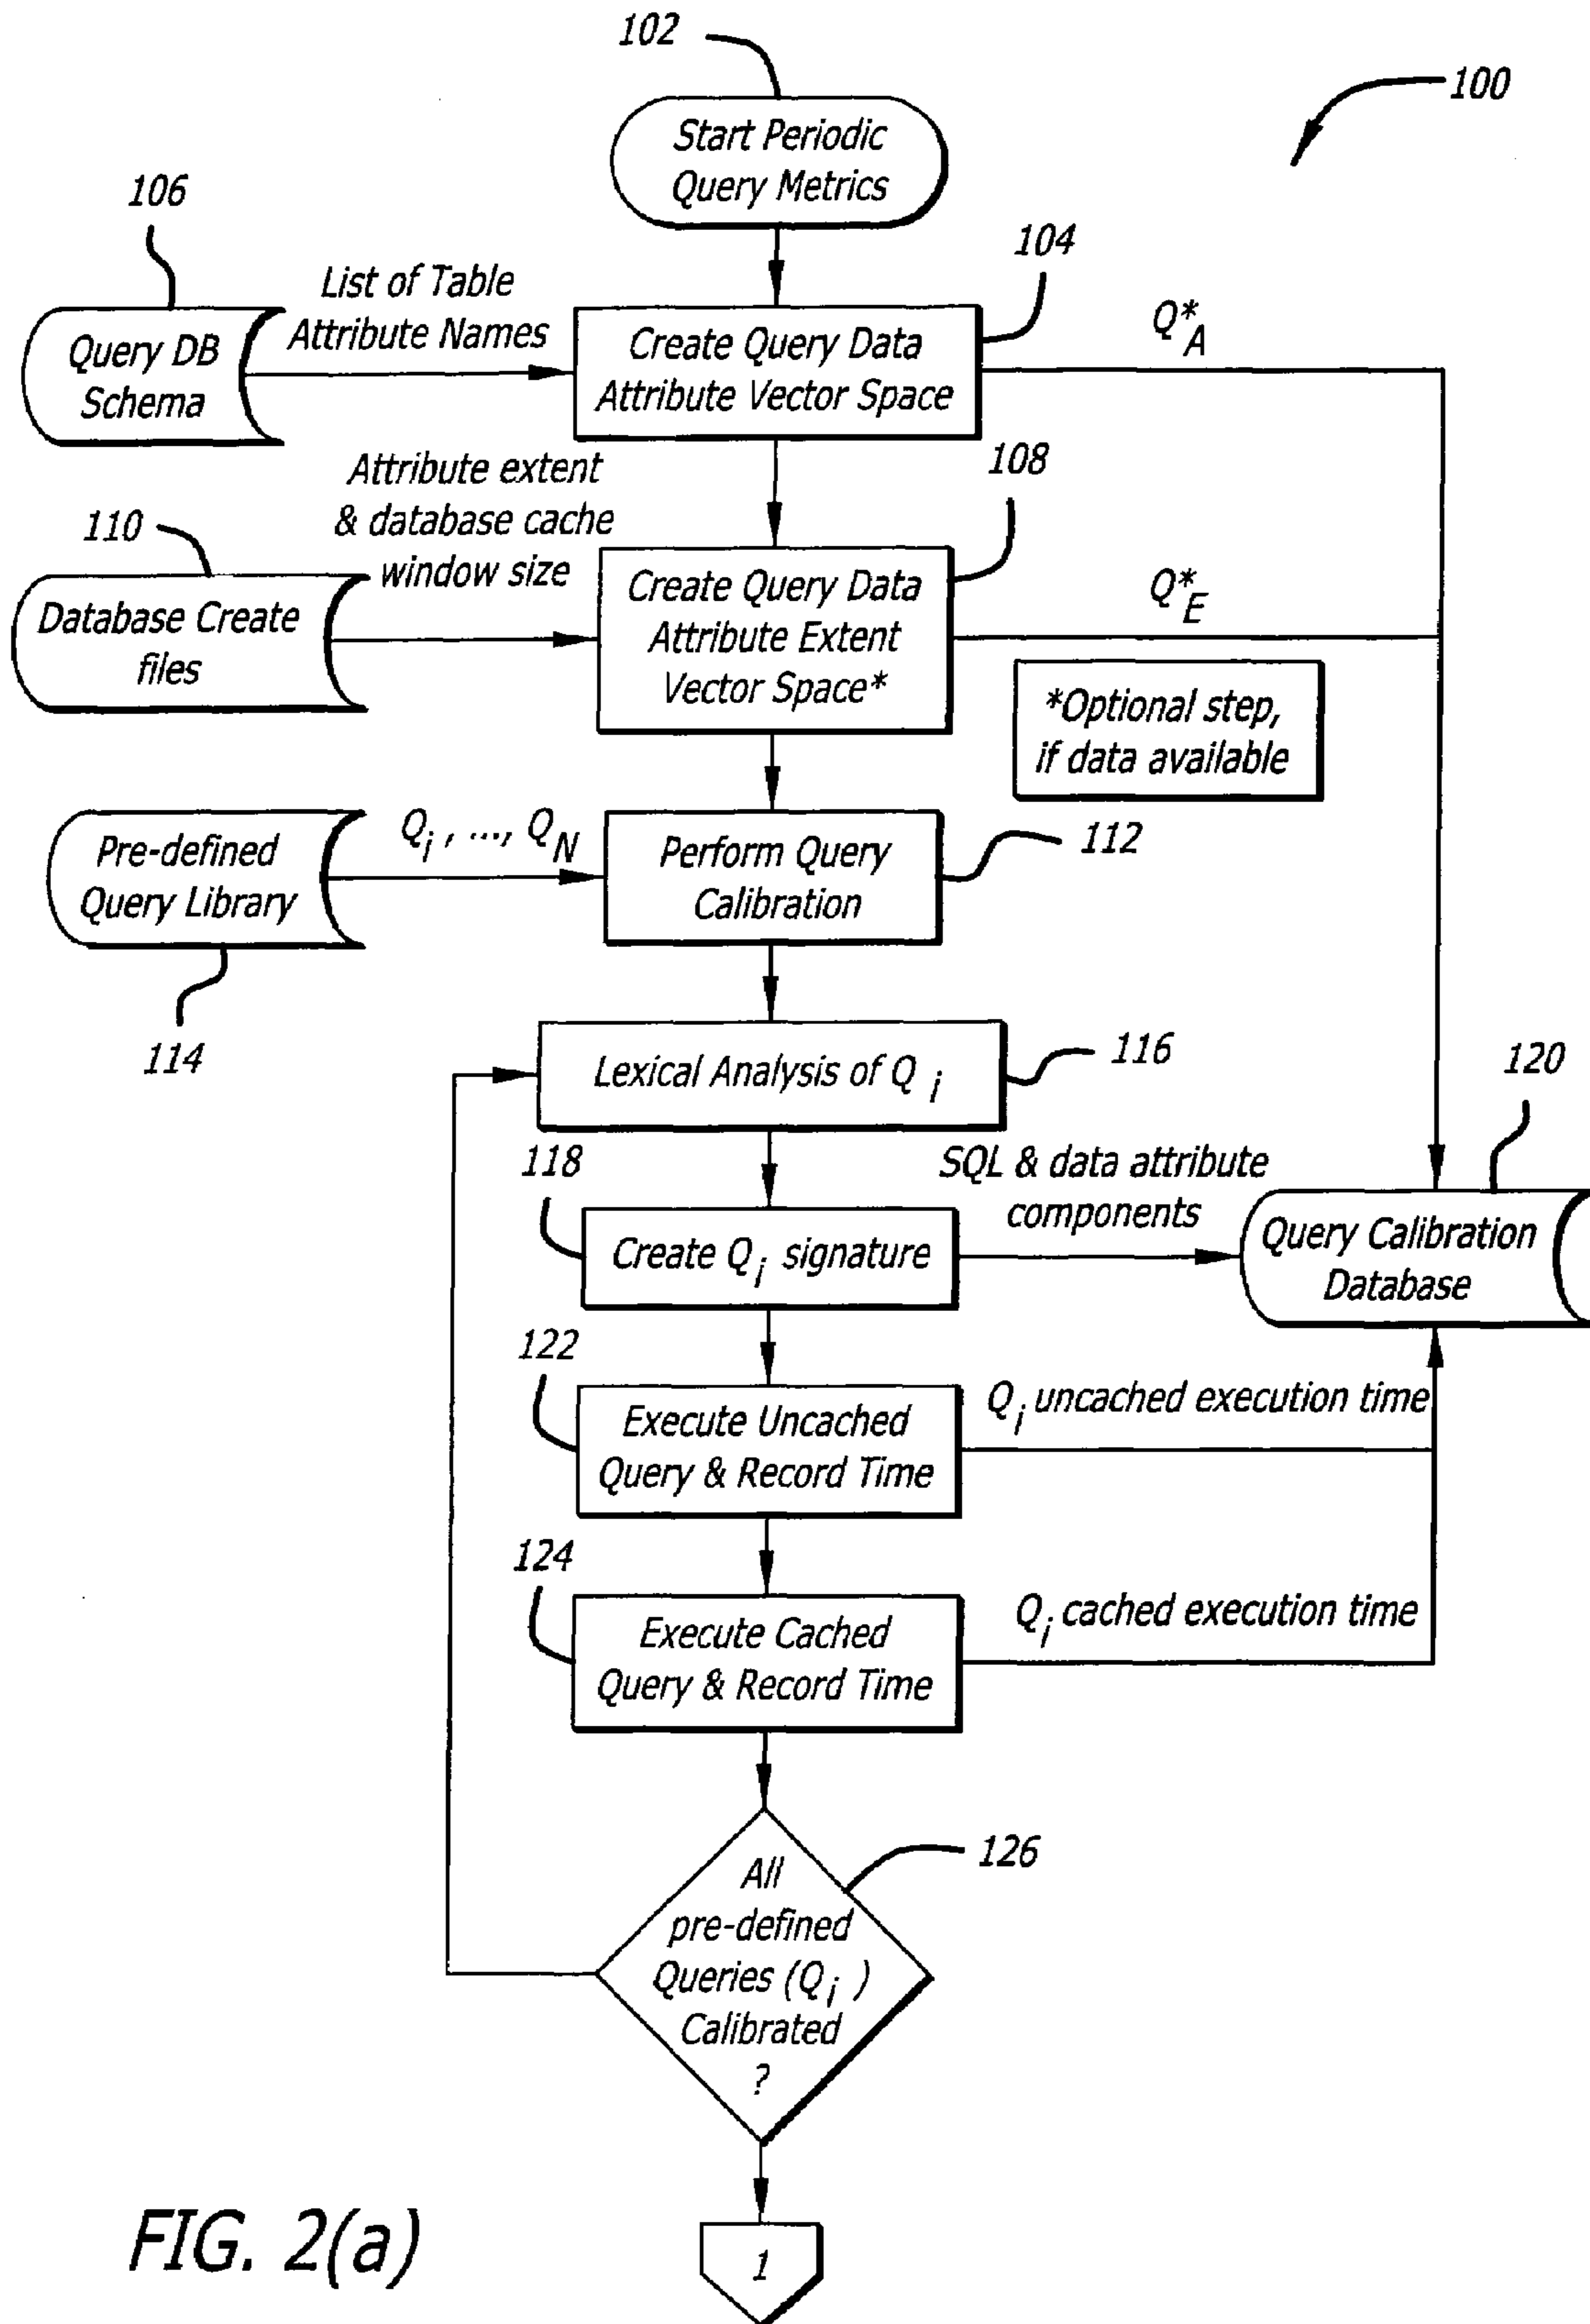 102
100
Start Periodic
Query Metrics
106
104
List of Table
Attribute Names
Query DB
Schema
Create Query Data
Attribute Vector Space
Q*A
108
Attribute extent
& database cache
window size
110
Database Create
files
Create Query Data
Attribute Extent
Vector Space*
Q*E
*Optional step,
if data available
Pre-defined
Query Library
Qi , ..., QN
Perform Query
Calibration
112
114
Lexical Analysis of Q i
116
120
118
SQL & data attribute
components
Create Q i signature
Query Calibration
Database
122
Execute Uncached
Query & Record Time
Q i uncached execution time
124
Execute Cached
Query & Record Time
Q i cached execution time
126
All
pre-defined
Queries (Q i )
Calibrated
?
1
FIG. 2(a)